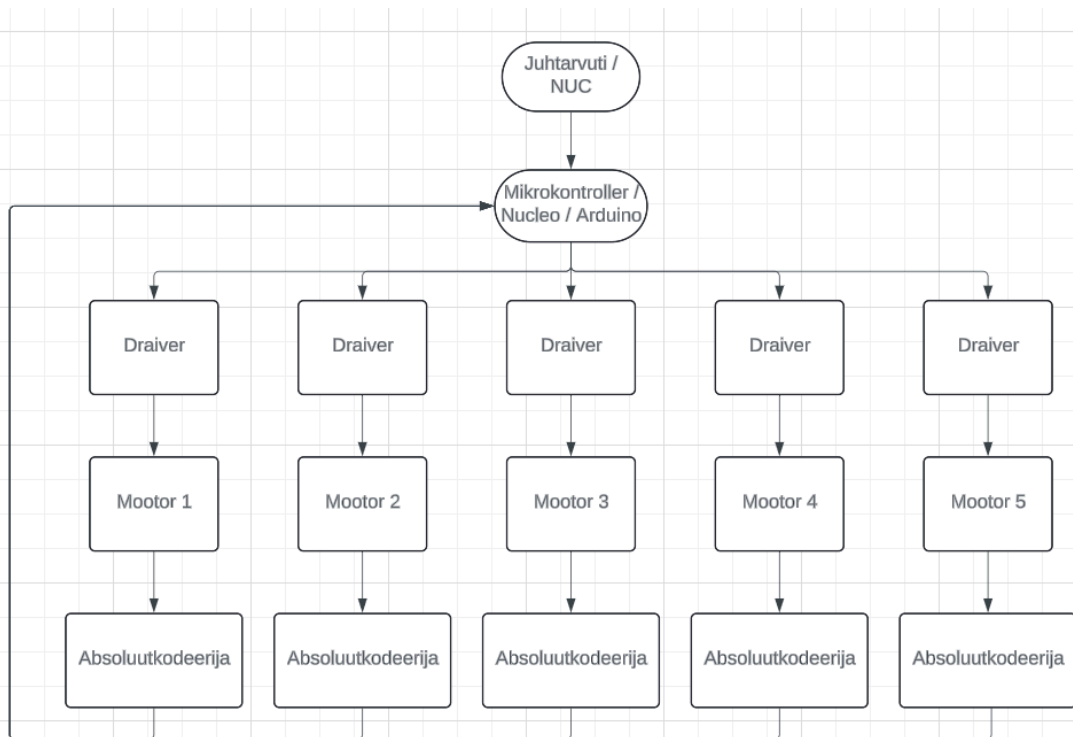 Juhtarvuti /
NUC
Mikrokontroller /
Nucleo / Arduino
Draiver
Draiver
Draiver
Draiver
Draiver
Mootor 1
Mootor 2
Mootor 3
Mootor 4
Mootor 5
Absoluutkodeerija
Absoluutkodeerija
Absoluutkodeerija
Absoluutkodeerija
Absoluutkodeerija